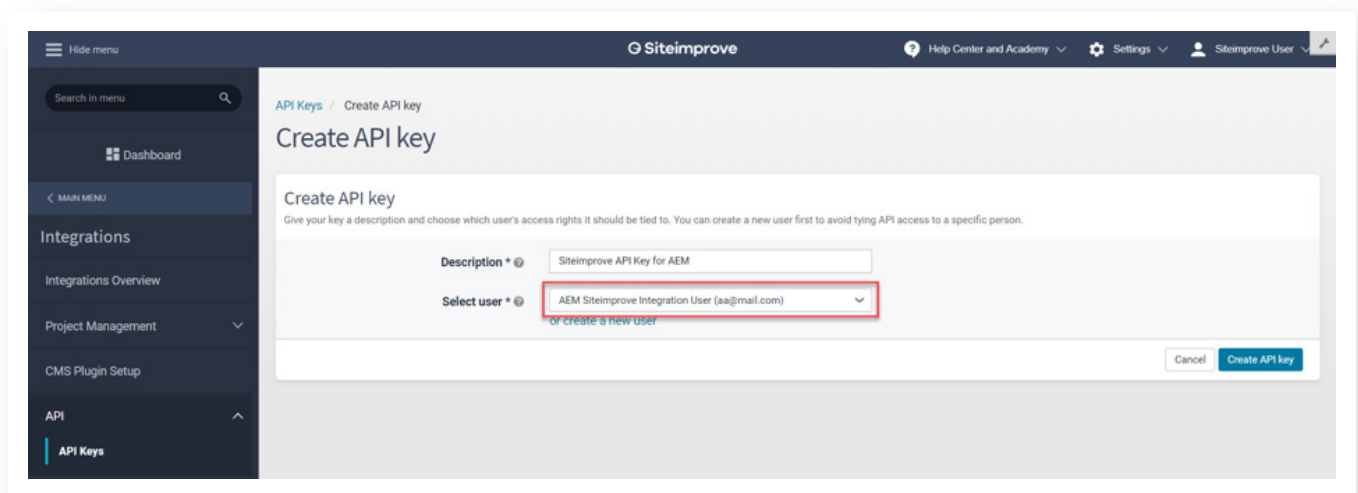 Hide menu
Siteimprove
Help Center and Academy
Settings
Siteimprove User
Search in menu
Dashboard
MAIN MENU
Integrations
Integrations Overview
Project Management
CMS Plugin Setup
API
API Keys
API Keys / Create API key
Create API key
Create API key
Give your key a description and choose which user's access rights it should be tied to. You can create a new user first to avoid tying API access to a specific person.
Description *
Siteimprove API Key for AEM
Select user *
AEM Siteimprove Integration User (aa@mail.com)
or create a new user
Cancel
Create API key